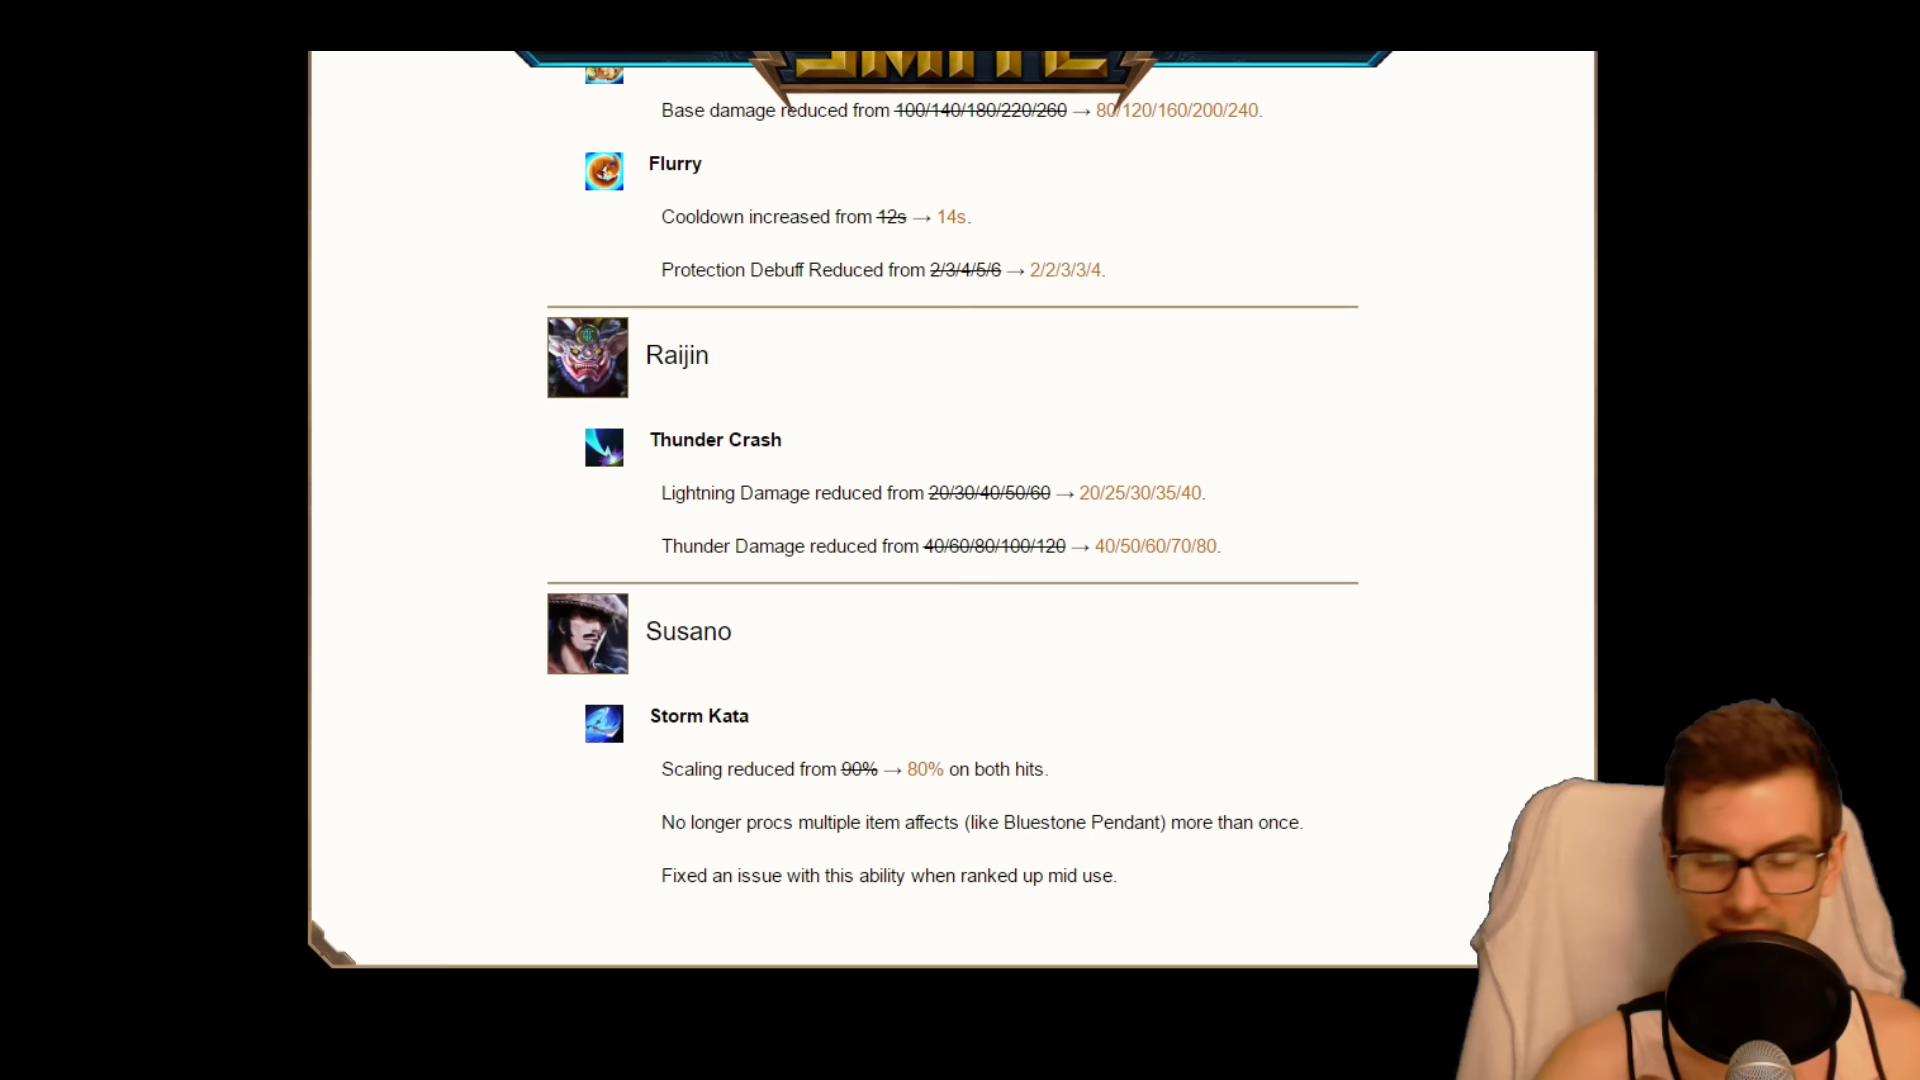 SMITE
Base damage reduced from 100/140/180/220/260 → 80/120/160/200/240.
Flurry
Cooldown increased from 12s → 14s.
Protection Debuff Reduced from 2/3/4/5/6 → 2/2/3/3/4.
Raijin
Thunder Crash
Lightning Damage reduced from 20/30/40/50/60 → 20/25/30/35/40.
Thunder Damage reduced from 40/60/80/100/120 → 40/50/60/70/80.
Susano
Storm Kata
Scaling reduced from 90% → 80% on both hits.
No longer procs multiple item affects (like Bluestone Pendant) more than once.
Fixed an issue with this ability when ranked up mid use.